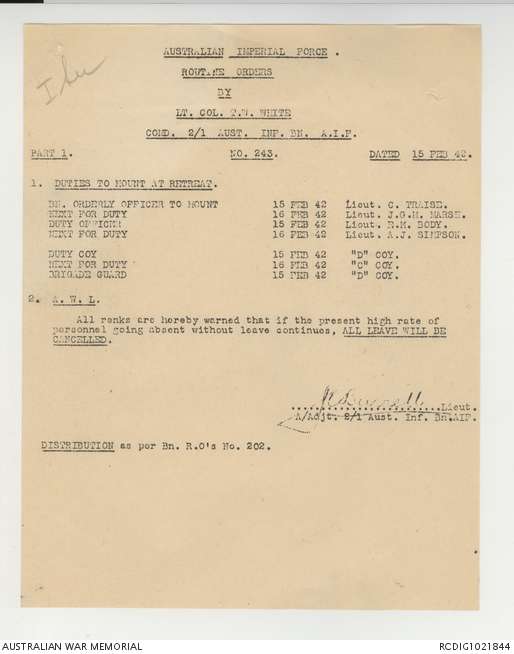 AUSTRALIAN IMPERIAL FORCE .
ROUTINE ORDERS
BY
LT. COL. T.W. WHITE
COMD. 2/1 AUST. INF. BN. A.I.F.
PART 1. NO. 243. DATED 15 FEB 42.
1. DUTIES TO MOUNT AT RETREAT.
BN. ORDERLY OFFICER TO MOUNT 15 FEB 42 Lieut. C. TRAISE.
NEXT FOR DUTY 16 FEB 42 Lieut. J.G.M. MARSH.
DUTY OFFICER 15 FEB 42 Lieut. E.M. BODY.
NEXT FOR DUTY 16 FEB 42 Lieut. A.J. SIMPSON.
DUTY COY 15 FEB 42 "D" COY.
NEXT FOR DUTY 16 FEB 42 "C" COY.
BRIGADE GUARD 15 FEB 42 "D" COY.
2. A. W. L.
All ranks are hereby warned that if the present high rate of
personnel going absent without leave continues, ALL LEAVE WILL BE
CANCELLED.
....................Lieut.
A/Adjt. 2/1 Aust. Inf. Bn.AIF.
DISTRIBUTION as per Bn. R.O's No. 202.
AUSTRALIAN WAR MEMORIAL RCDIG1021844